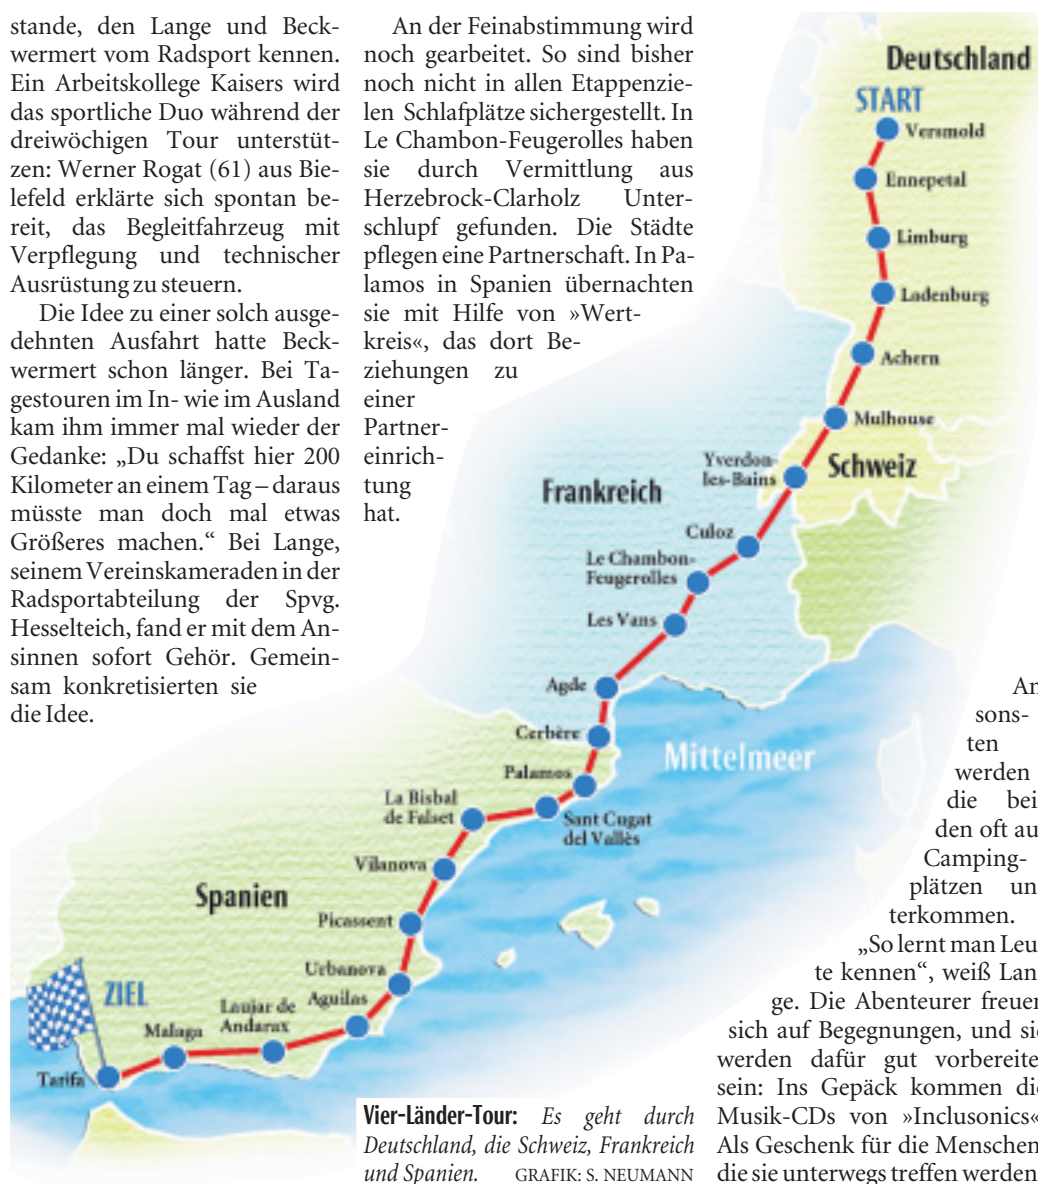 stande, den Lange und Beck-
wermert vom Radsport kennen.
Ein Arbeitskollege Kaisers wird
das sportliche Duo während der
dreiwöchigen Tour unterstüt-
zen: Werner Rogat (61) aus Bie-
lefeld erklärte sich spontan be-
reit, das Begleitfahrzeug mit
Verpflegung und technischer
Ausrüstung zu steuern.
Die Idee zu einer solch ausge-
dehnten Ausfahrt hatte Beck-
wermert schon länger. Bei Ta-
gestouren im In- wie im Ausland
kam ihm immer mal wieder der
Gedanke: „Du schaffst hier 200
Kilometer an einem Tag – daraus
müsste man doch mal etwas
Größeres machen.“ Bei Lange,
seinem Vereinskameraden in der
Radsportabteilung der Spvg.
Hesselteich, fand er mit dem An-
sinnen sofort Gehör. Gemein-
sam konkretisierten sie
die Idee.
An der Feinabstimmung wird
noch gearbeitet. So sind bisher
noch nicht in allen Etappenzie-
len Schlafplätze sichergestellt. In
Le Chambon-Feugerolles haben
sie durch Vermittlung aus
Herzebrock-Clarholz Unter-
schlupf gefunden. Die Städte
pflegen eine Partnerschaft. In Pa-
lamos in Spanien übernachten
sie mit Hilfe von »Wert-
kreis«, das dort Be-
ziehungen zu
einer
Partner-
einrich-
tung
hat.
Deutschland
START
Versmold
Ennepetal
Limburg
Ladenburg
Achern
Mulhouse
Schweiz
Yverdon-
les-Bains
Frankreich
Culoz
Le Chambon-
Feugerolles
Les Vans
Agde
Cerbère
Mittelmeer
Palamos
Sant Cugat
del Vallès
La Bisbal
de Falset
Vilanova
Spanien
Picassent
Urbanova
Aguilas
Laujar de
Andarax
Malaga
ZIEL
Tarifa
Vier-Länder-Tour: Es geht durch
Deutschland, die Schweiz, Frankreich
und Spanien. GRAFIK: S. NEUMANN
An
sons-
ten
werden
die bei
den oft au
Camping-
plätzen un
terkommen.
„So lernt man Leu
te kennen“, weiß Lan
ge. Die Abenteurer freuen
sich auf Begegnungen, und sie
werden dafür gut vorbereite
sein: Ins Gepäck kommen die
Musik-CDs von »Inclusonics«
Als Geschenk für die Menschen
die sie unterwegs treffen werden